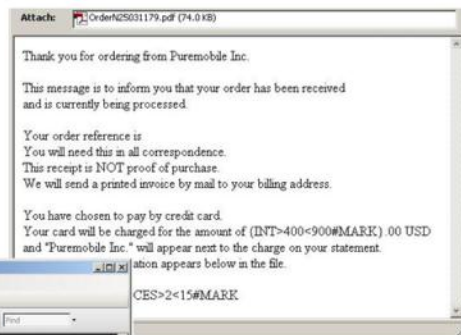 Attach: OrderN25031179.pdf (74.0 KB)
Thank you for ordering from Puremobile Inc.
This message is to inform you that your order has been received
and is currently being processed.
Your order reference is
You will need this in all correspondence.
This receipt is NOT proof of purchase.
We will send a printed invoice by mail to your billing address.
You have chosen to pay by credit card.
Your card will be charged for the amount of (INT>400<900#MARK).00 USD
and "Puremobile Inc." will appear next to the charge on your statement.
ation appears below in the file.
CES>2<15#MARK
Find